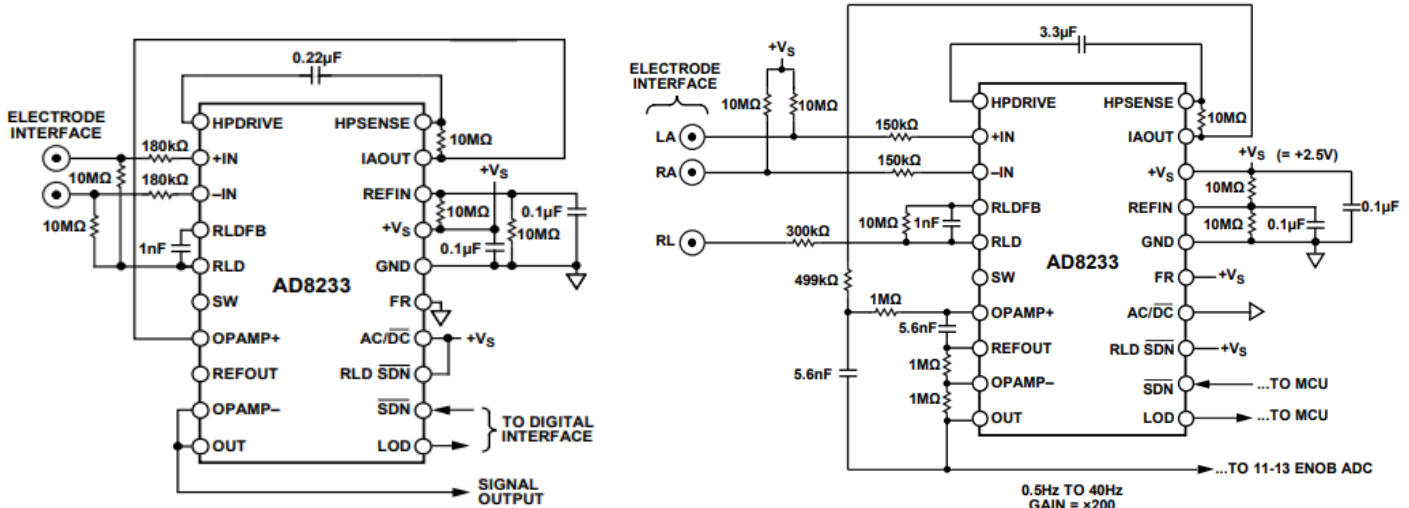 0.22µF
ELECTRODE
INTERFACE
180kΩ
10MΩ
180kΩ
10MΩ
1nF
HPDRIVE
+IN
–IN
RLDFB
RLD
SW
OPAMP+
REFOUT
OPAMP–
OUT
AD8233
HPSENSE
IAOUT
REFIN
+VS
GND
FR
AC/DC
RLD SDN
SDN
LOD
10MΩ
+VS
10MΩ
0.1µF
10MΩ
0.1µF
+VS
TO DIGITAL
INTERFACE
SIGNAL
OUTPUT
3.3µF
+VS
ELECTRODE
INTERFACE
10MΩ
10MΩ
LA
150kΩ
RA
150kΩ
10MΩ
1nF
RL
300kΩ
499kΩ
1MΩ
5.6nF
1MΩ
5.6nF
1MΩ
HPDRIVE
+IN
–IN
RLDFB
RLD
SW
OPAMP+
REFOUT
OPAMP–
OUT
AD8233
HPSENSE
IAOUT
+VS
REFIN
GND
FR
AC/DC
RLD SDN
SDN
LOD
10MΩ
+VS (= +2.5V)
10MΩ
10MΩ
0.1µF
0.1µF
+VS
+VS
...TO MCU
...TO MCU
...TO 11-13 ENOB ADC
0.5Hz TO 40Hz
GAIN = ×200